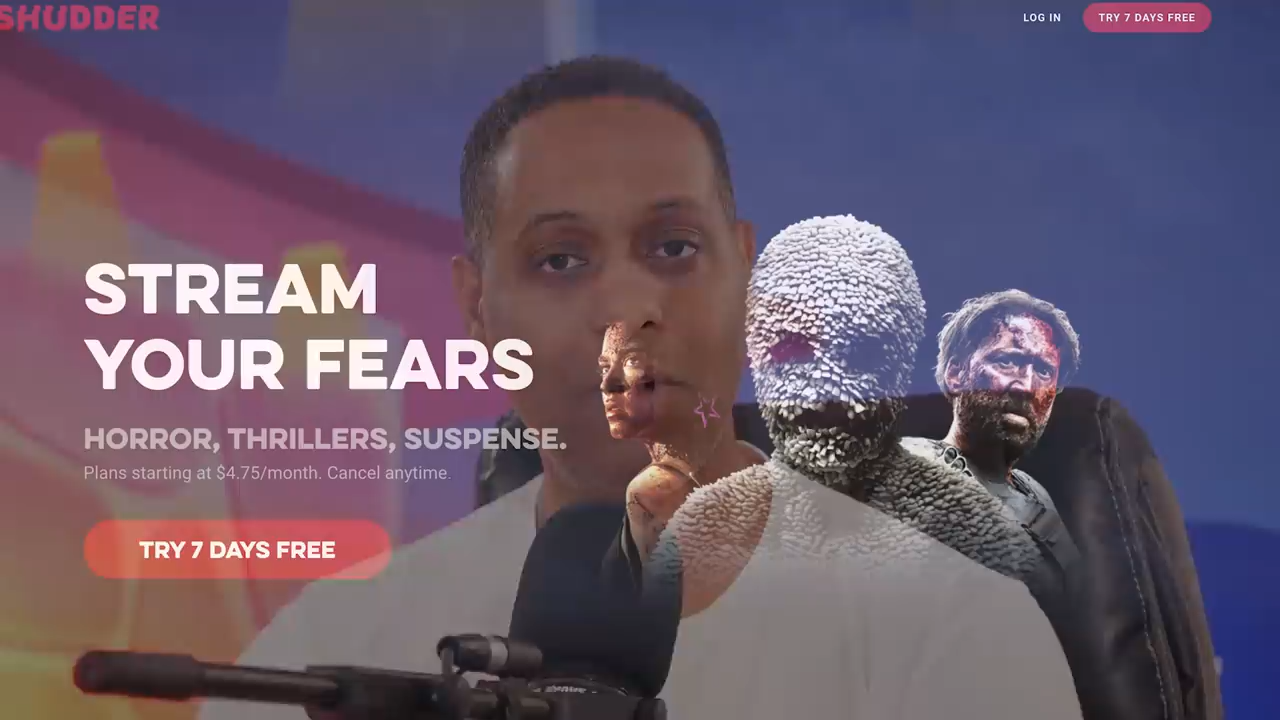 SHUDDER
LOG IN
TRY 7 DAYS FREE
STREAM
YOUR FEARS
HORROR, THRILLERS, SUSPENSE.
Plans starting at $4.75/month. Cancel anytime.
TRY 7 DAYS FREE